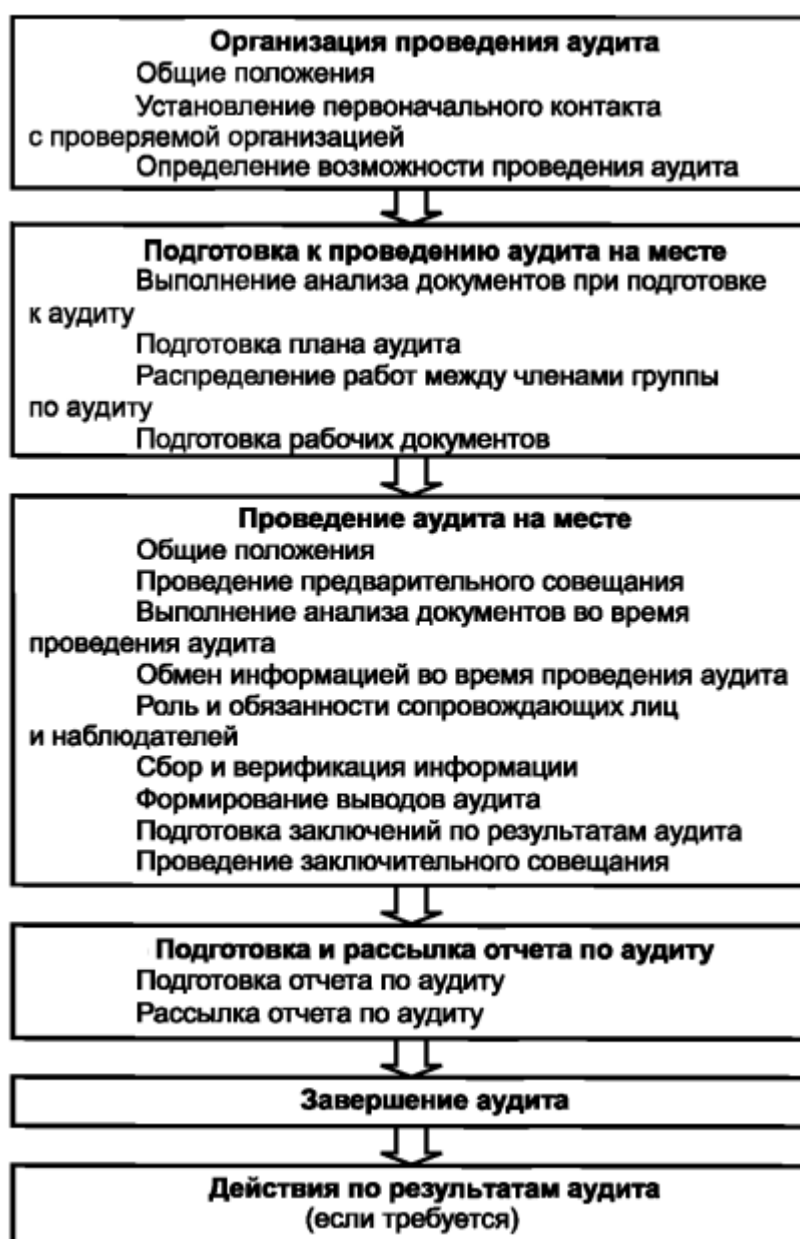 Организация проведения аудита
Общие положения
Установление первоначального контакта
с проверяемой организацией
Определение возможности проведения аудита
Подготовка к проведению аудита на месте
Выполнение анализа документов при подготовке
к аудиту
Подготовка плана аудита
Распределение работ между членами группы
по аудиту
Подготовка рабочих документов
Проведение аудита на месте
Общие положения
Проведение предварительного совещания
Выполнение анализа документов во время
проведения аудита
Обмен информацией во время проведения аудита
Роль и обязанности сопровождающих лиц
и наблюдателей
Сбор и верификация информации
Формирование выводов аудита
Подготовка заключений по результатам аудита
Проведение заключительного совещания
Подготовка и рассылка отчета по аудиту
Подготовка отчета по аудиту
Рассылка отчета по аудиту
Завершение аудита
Действия по результатам аудита
(если требуется)